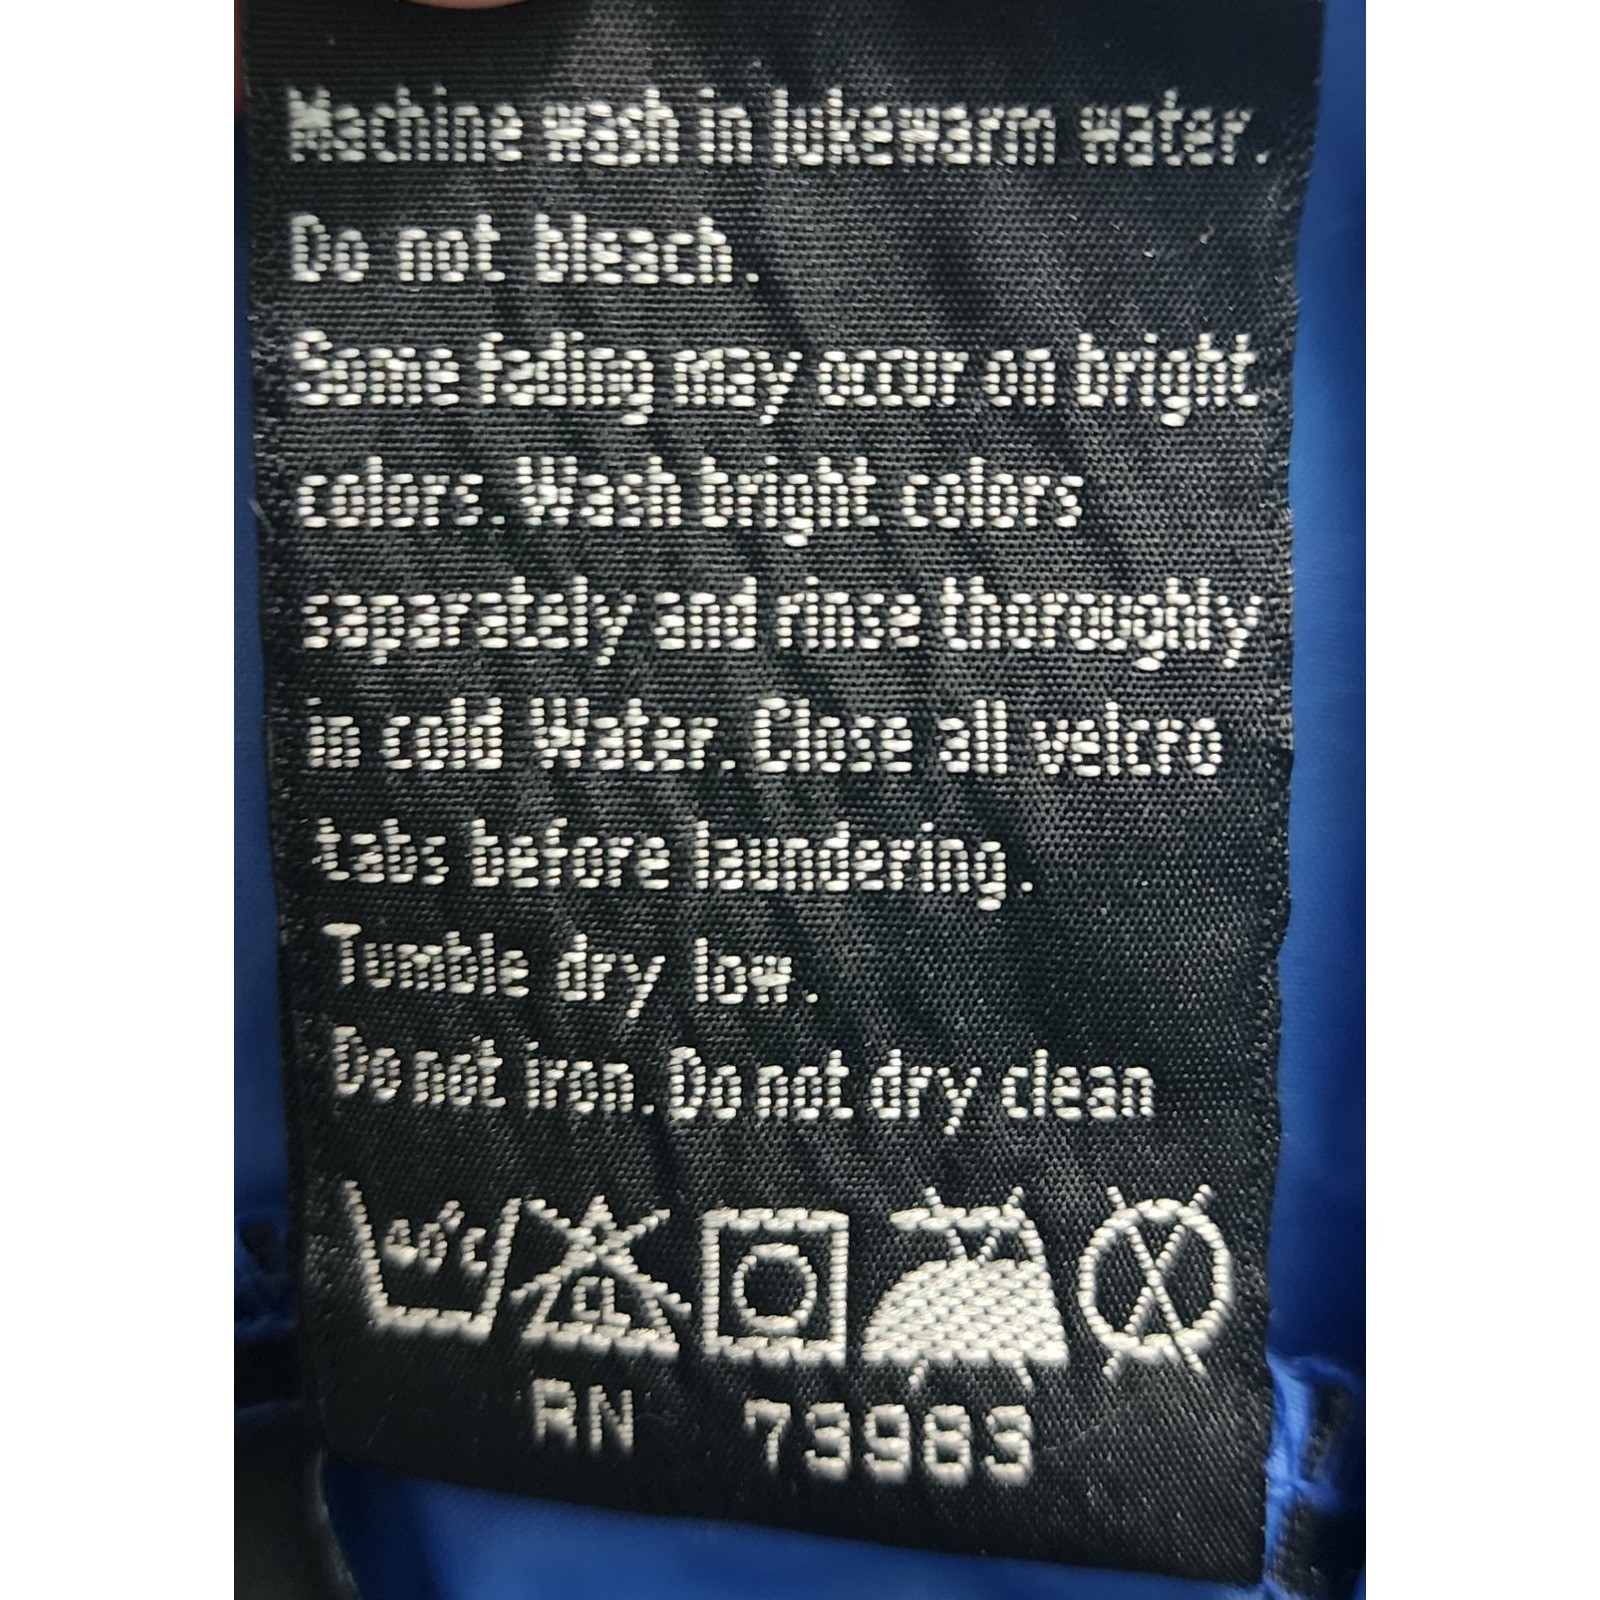 Machine wash in lukewarm water.
Do not bleach.
Some fading may occur on bright
colors. Wash bright colors
saparately and rinse thoroughly
in cold Water. Close all velcro
tabs before laundering.
Tumble dry low.
Do not iron. Do not dry clean
40°C CL
RN 73983